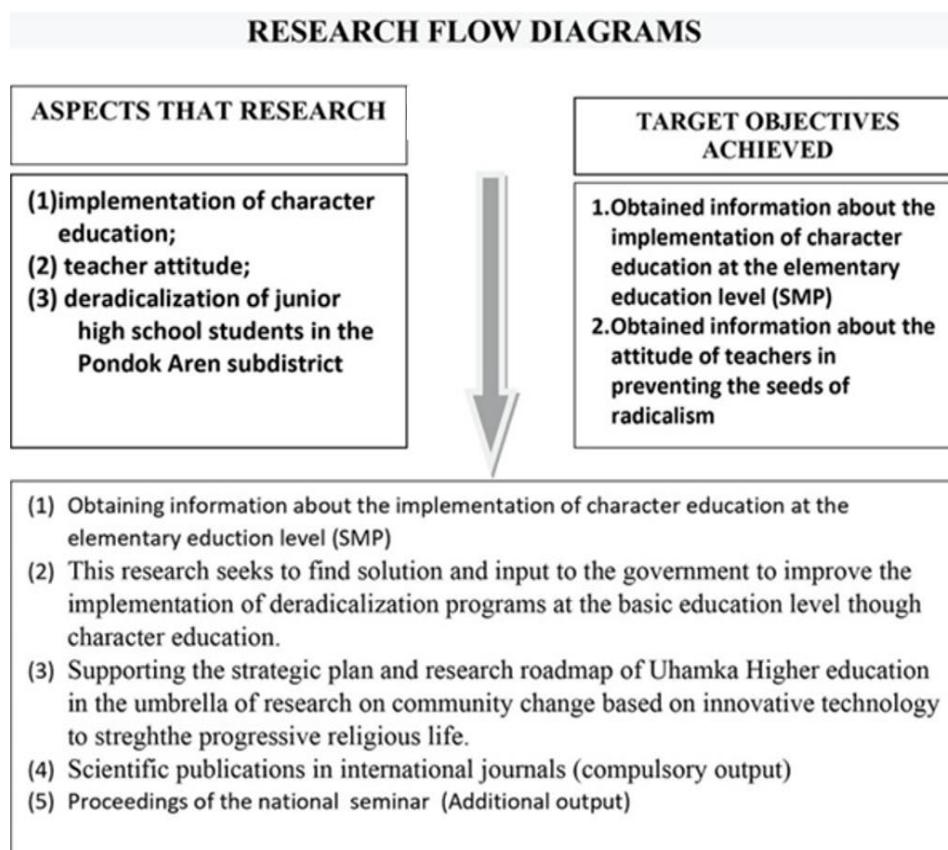 RESEARCH FLOW DIAGRAMS
ASPECTS THAT RESEARCH
(1)implementation of character
education;
(2) teacher attitude;
(3) deradicalization of junior
high school students in the
Pondok Aren subdistrict
TARGET OBJECTIVES
ACHIEVED
1.Obtained information about the
implementation of character
education at the elementary
education level (SMP)
2.Obtained information about the
attitude of teachers in
preventing the seeds of
radicalism
(1) Obtaining information about the implementation of character education at the
elementary eduction level (SMP)
(2) This research seeks to find solution and input to the government to improve the
implementation of deradicalization programs at the basic education level though
character education.
(3) Supporting the strategic plan and research roadmap of Uhamka Higher education
in the umbrella of research on community change based on innovative technology
to streghthe progressive religious life.
(4) Scientific publications in international journals (compulsory output)
(5) Proceedings of the national seminar (Additional output)